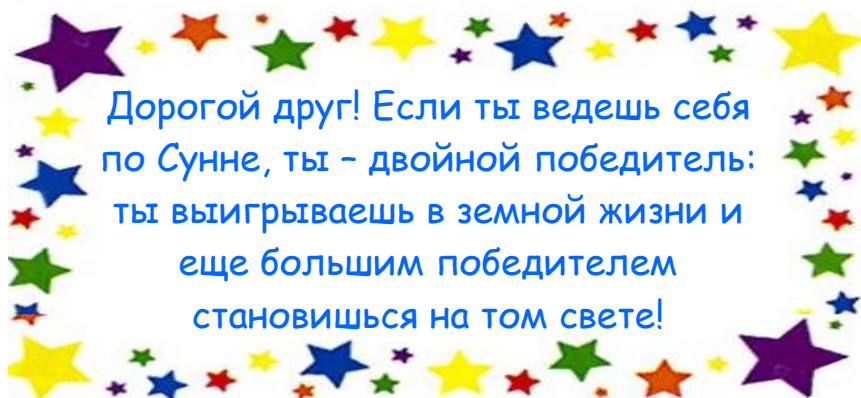 Дорогой друг! Если ты ведешь себя
по Сунне, ты – двойной победитель:
ты выигрываешь в земной жизни и
еще большим победителем
становишься на том свете!